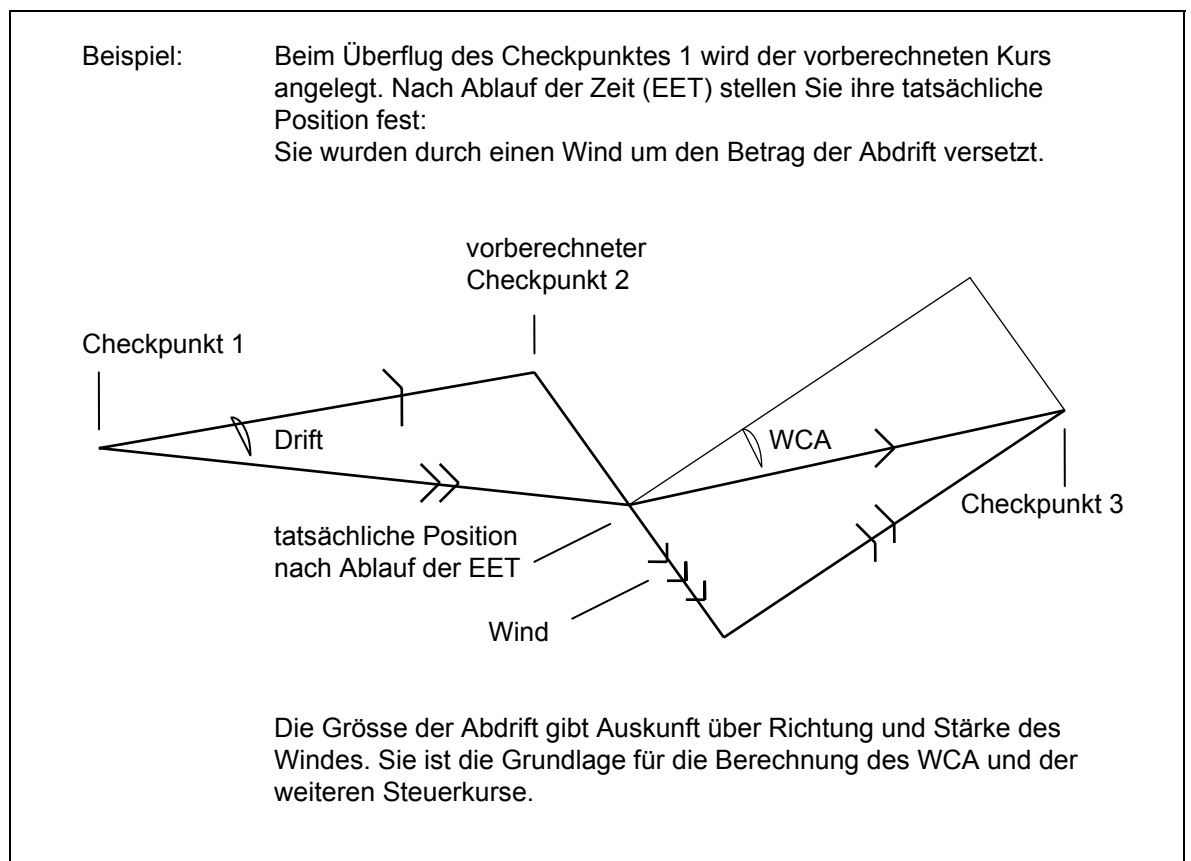 Beispiel: Beim Überflug des Checkpunktes 1 wird der vorberechneten Kurs
angelegt. Nach Ablauf der Zeit (EET) stellen Sie ihre tatsächliche
Position fest:
Sie wurden durch einen Wind um den Betrag der Abdrift versetzt.
vorberechneter
Checkpunkt 2
Checkpunkt 1
Drift
WCA
Checkpunkt 3
tatsächliche Position
nach Ablauf der EET
Wind
Die Grösse der Abdrift gibt Auskunft über Richtung und Stärke des
Windes. Sie ist die Grundlage für die Berechnung des WCA und der
weiteren Steuerkurse.